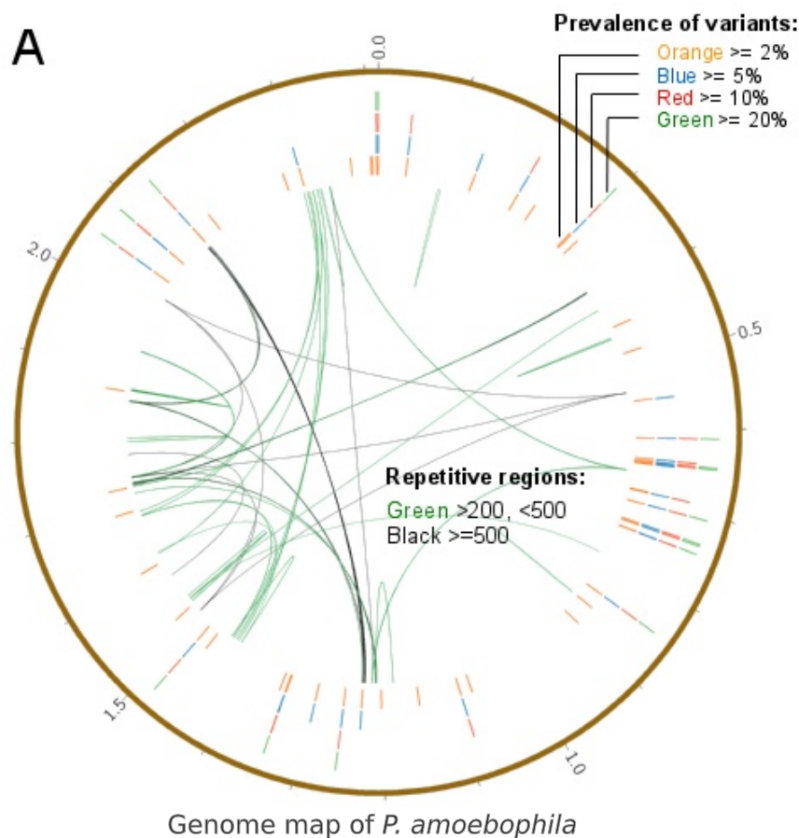 A
Prevalence of variants:
Orange >= 2%
Blue >= 5%
Red >= 10%
Green >= 20%
0.0
2.0
0.5
Repetitive regions:
Green >200, <500
Black >=500
1.5
1.0
Genome map of P. amoebophila